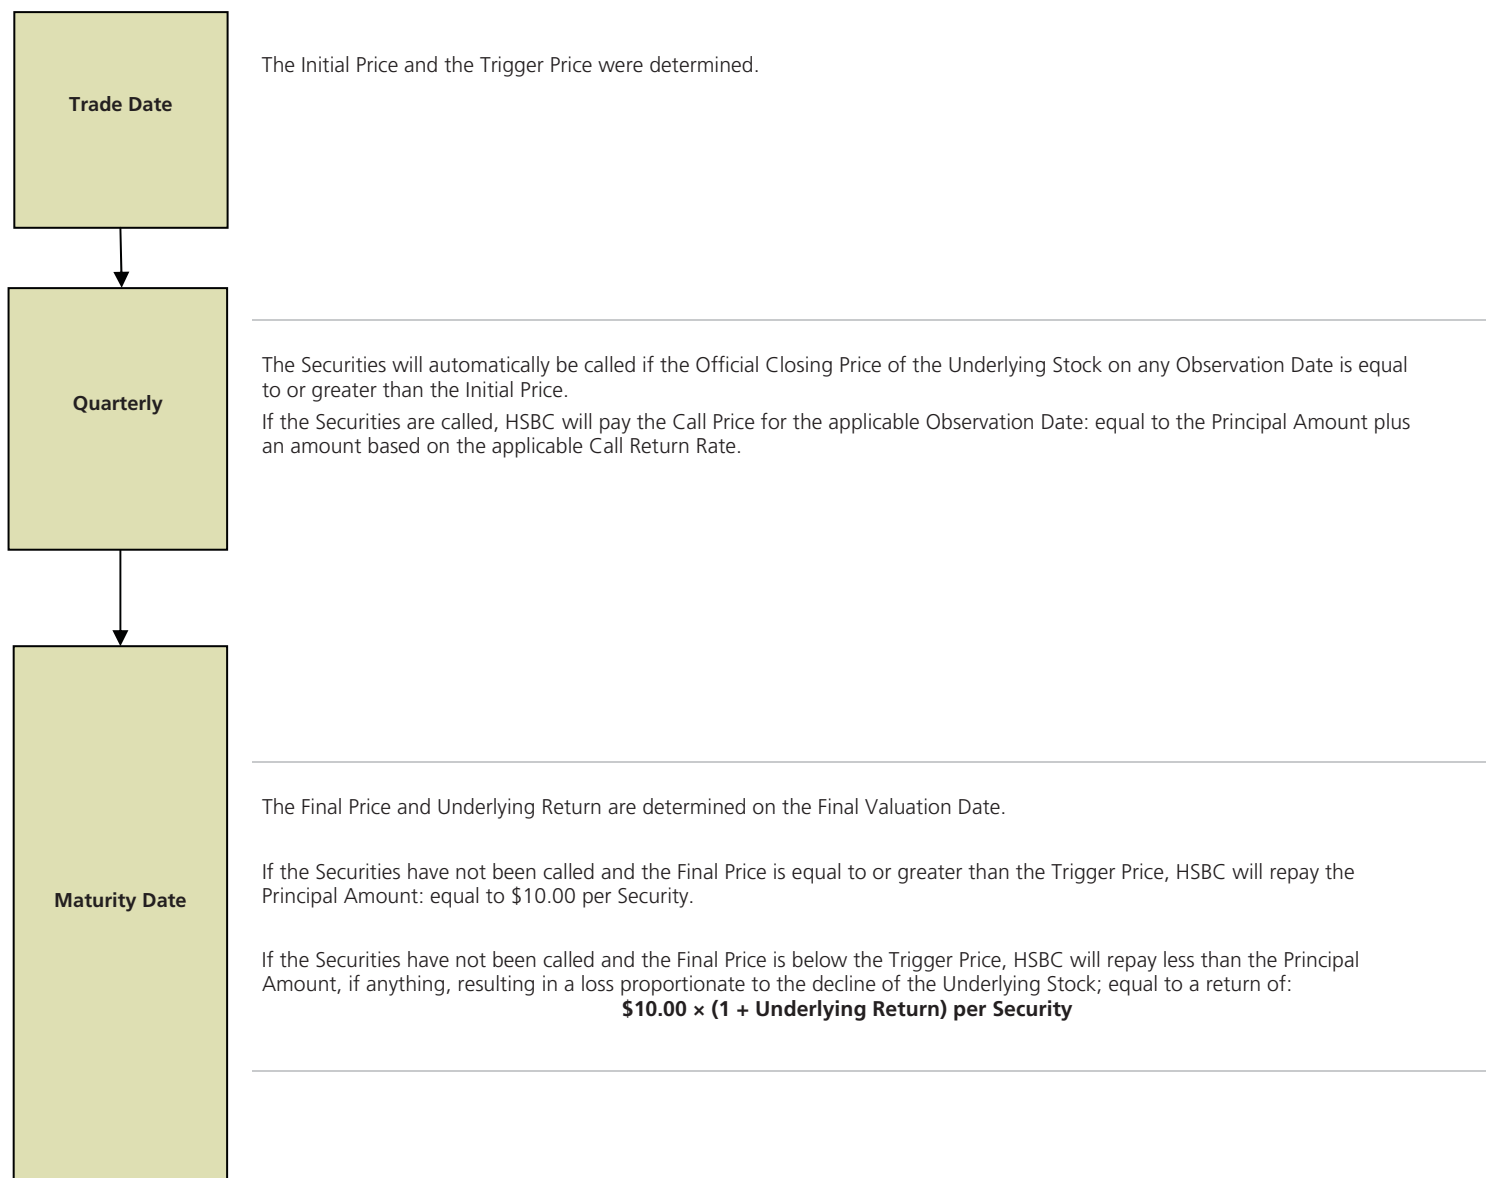 Trade Date
The Initial Price and the Trigger Price were determined.
Quarterly
The Securities will automatically be called if the Official Closing Price of the Underlying Stock on any Observation Date is equal
to or greater than the Initial Price.
If the Securities are called, HSBC will pay the Call Price for the applicable Observation Date: equal to the Principal Amount plus
an amount based on the applicable Call Return Rate.
Maturity Date
The Final Price and Underlying Return are determined on the Final Valuation Date.
If the Securities have not been called and the Final Price is equal to or greater than the Trigger Price, HSBC will repay the
Principal Amount: equal to $10.00 per Security.
If the Securities have not been called and the Final Price is below the Trigger Price, HSBC will repay less than the Principal
Amount, if anything, resulting in a loss proportionate to the decline of the Underlying Stock; equal to a return of:
$10.00 × (1 + Underlying Return) per Security